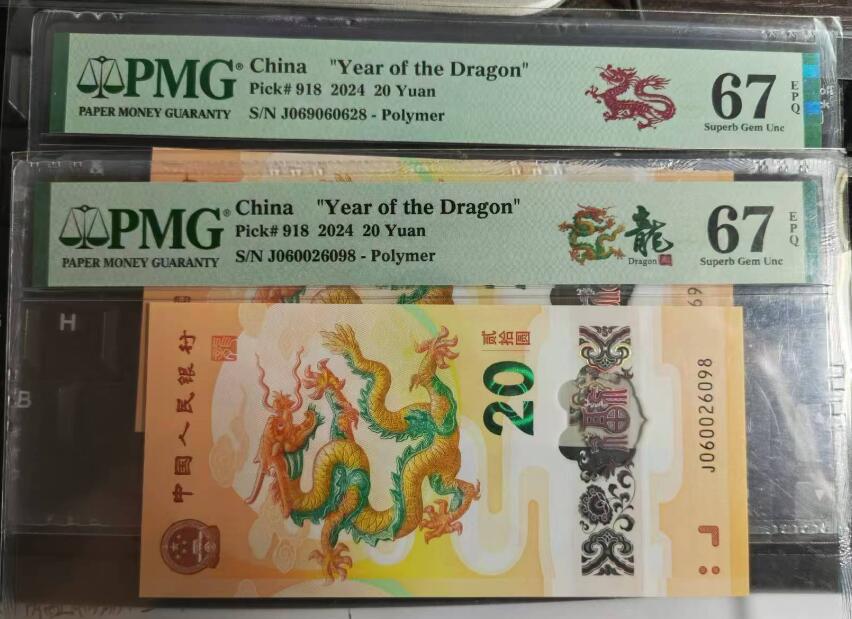 PMG®
PAPER MONEY GUARANTY
China "Year of the Dragon"
Pick# 918 2024 20 Yuan
S/N J069060628 - Polymer
67
EPQ
Superb Gem Unc
PMG®
PAPER MONEY GUARANTY
China "Year of the Dragon"
Pick# 918 2024 20 Yuan
S/N J060026098 - Polymer
龍
Dragon
67
EPQ
Superb Gem Unc
H
B
中国人民银行
贰拾圆
20
J060026098